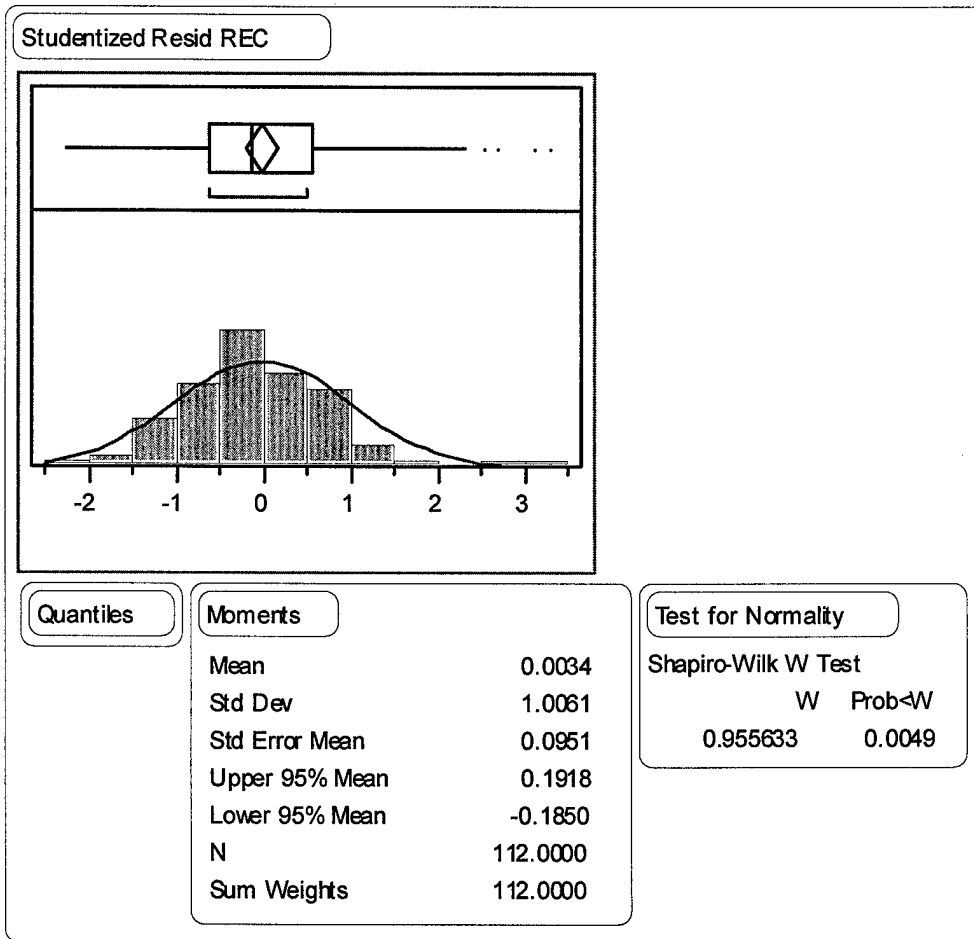 Studentized Resid REC
-2 -1 0 1 2 3
Quantiles
Moments
Mean 0.0034
Std Dev 1.0061
Std Error Mean 0.0951
Upper 95% Mean 0.1918
Lower 95% Mean -0.1850
N 112.0000
Sum Weights 112.0000
Test for Normality
Shapiro-Wilk W Test
W Prob<W
0.955633 0.0049